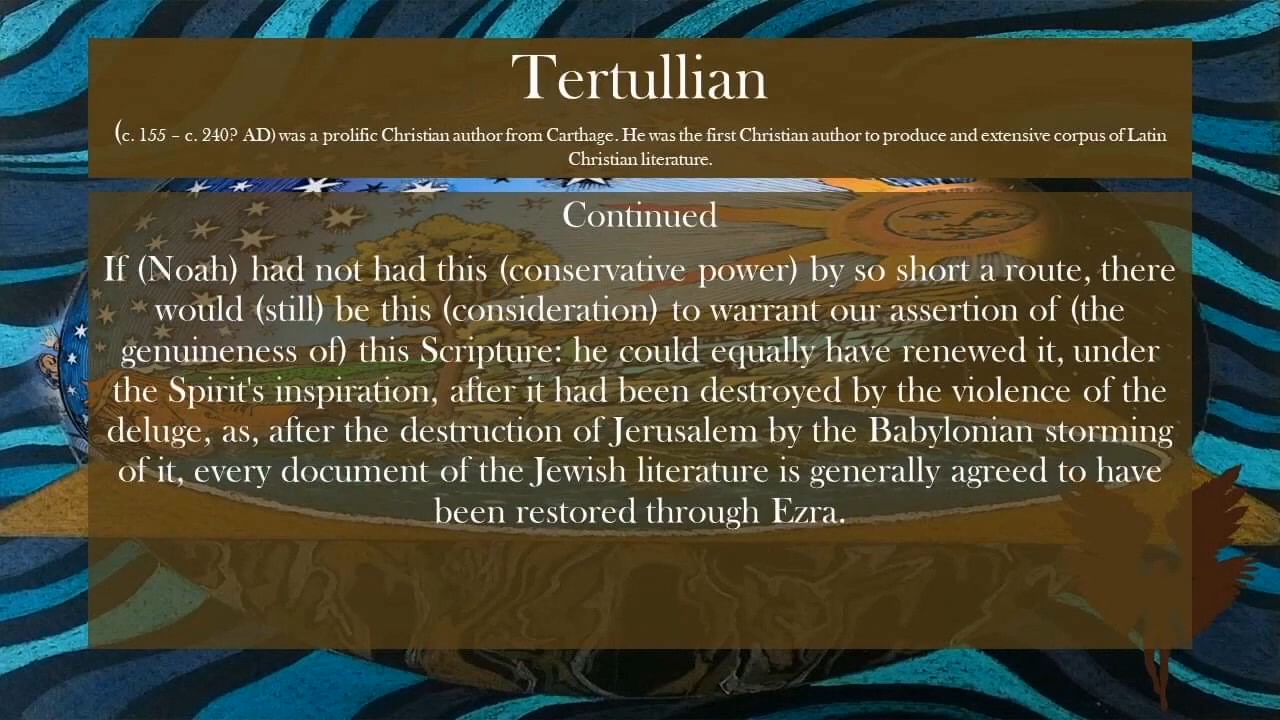 Tertullian
(c. 155 – c. 240? AD) was a prolific Christian author from Carthage. He was the first Christian author to produce and extensive corpus of Latin
Christian literature.
Continued
If (Noah) had not had this (conservative power) by so short a route, there
would (still) be this (consideration) to warrant our assertion of (the
genuineness of) this Scripture: he could equally have renewed it, under
the Spirit's inspiration, after it had been destroyed by the violence of the
deluge, as, after the destruction of Jerusalem by the Babylonian storming
of it, every document of the Jewish literature is generally agreed to have
been restored through Ezra.